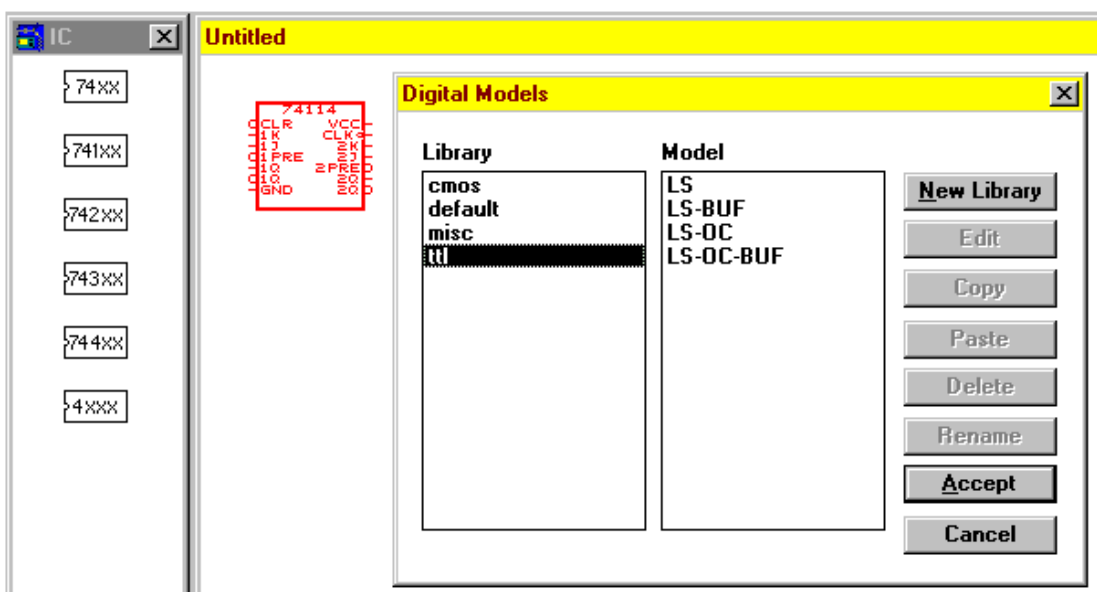 IC
74xx
741xx
742xx
743xx
744xx
4xxx
Untitled
74114
CLR VCC
1K CLK
1J 2K
1PRE 2J
1Q 2PRE
1Q 2Q
GND 2Q
Digital Models
Library
cmos
default
misc
ttl
Model
LS
LS-BUF
LS-OC
LS-OC-BUF
New Library
Edit
Copy
Paste
Delete
Rename
Accept
Cancel